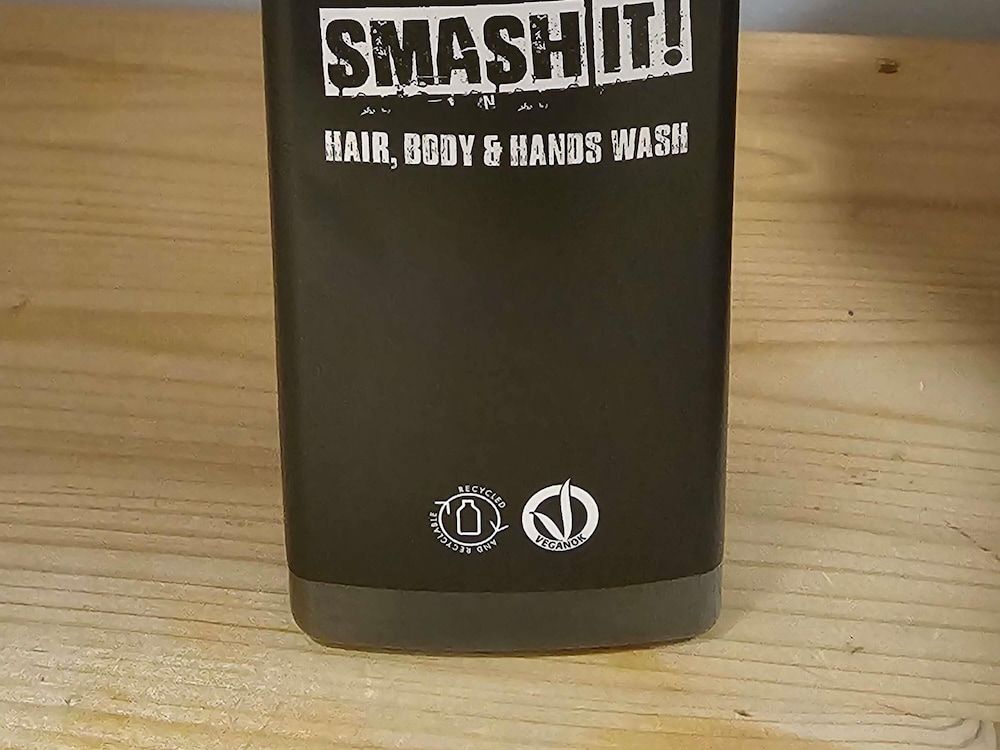 SMASH IT!
HAIR, BODY & HANDS WASH
RECYCLED
AND RECYCLABLE
VEGANOK